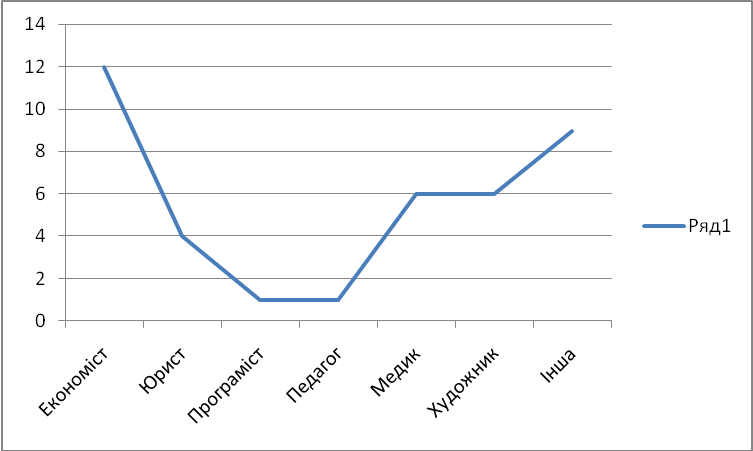 14
12
10
8
6
4
2
0
Економіст
Юрист
Програміст
Педагог
Медик
Художник
Інша
Ряд1